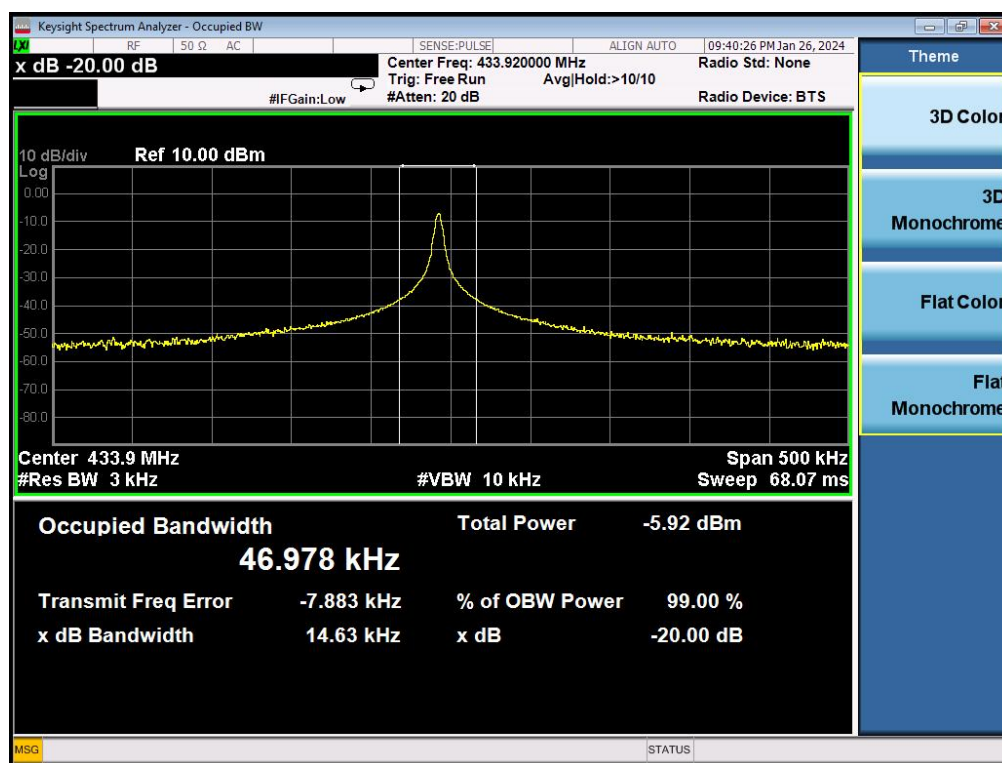 Keysight Spectrum Analyzer - Occupied BW
LXI RF 50 Ω AC SENSE:PULSE ALIGN AUTO 09:40:26 PM Jan 26, 2024
x dB -20.00 dB
Center Freq: 433.920000 MHz Radio Std: None
Trig: Free Run Avg|Hold:>10/10
#IFGain:Low #Atten: 20 dB Radio Device: BTS
10 dB/div Ref 10.00 dBm
Log
0.00
-10.0
-20.0
-30.0
-40.0
-50.0
-60.0
-70.0
-80.0
Center 433.9 MHz Span 500 kHz
#Res BW 3 kHz #VBW 10 kHz Sweep 68.07 ms
Occupied Bandwidth Total Power -5.92 dBm
46.978 kHz
Transmit Freq Error -7.883 kHz % of OBW Power 99.00 %
x dB Bandwidth 14.63 kHz x dB -20.00 dB
MSG STATUS
Theme
3D Color
3D
Monochrome
Flat Color
Flat
Monochrome